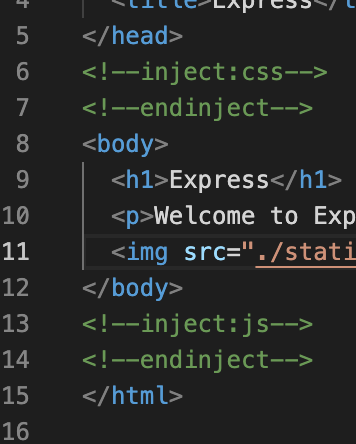 4 <title>Express</t
5 </head>
6 <!--inject:css-->
7 <!--endinject-->
8 <body>
9 <h1>Express</h1>
10 <p>Welcome to Exp
11 <img src="./stati
12 </body>
13 <!--inject:js-->
14 <!--endinject-->
15 </html>
16